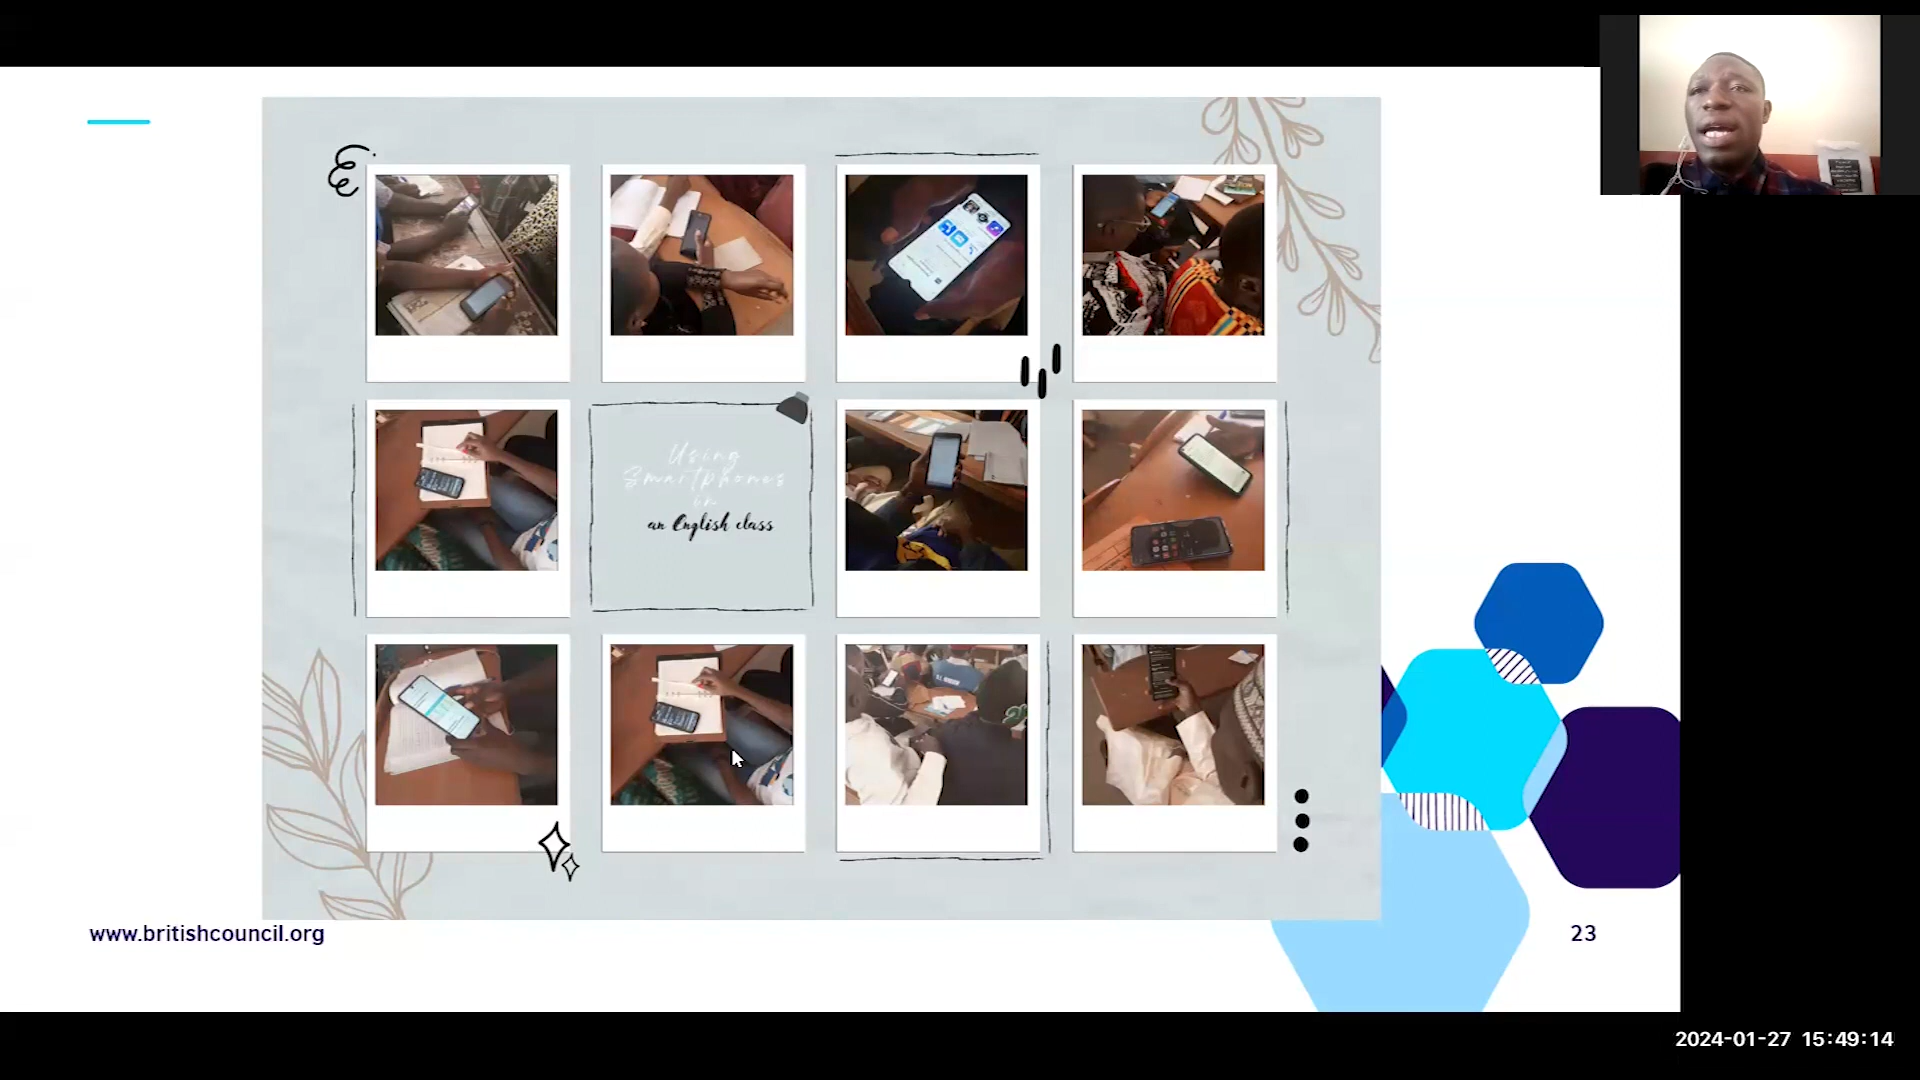 Using
Smartphones
in
an English class
www.britishcouncil.org
23
2024-01-27 15:49:14